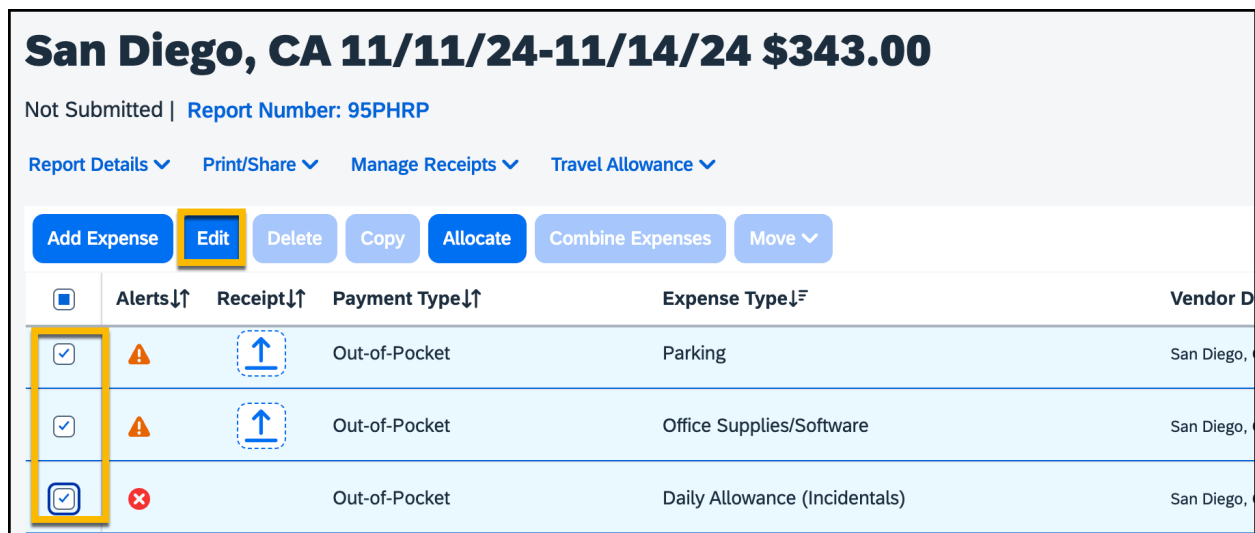 San Diego, CA 11/11/24-11/14/24 $343.00
Not Submitted | Report Number: 95PHRP
Report Details Print/Share Manage Receipts Travel Allowance
Add Expense Edit Delete Copy Allocate Combine Expenses Move
Alerts Receipt Payment Type Expense Type Vendor D
Out-of-Pocket Parking San Diego,
Out-of-Pocket Office Supplies/Software San Diego,
Out-of-Pocket Daily Allowance (Incidentals) San Diego,